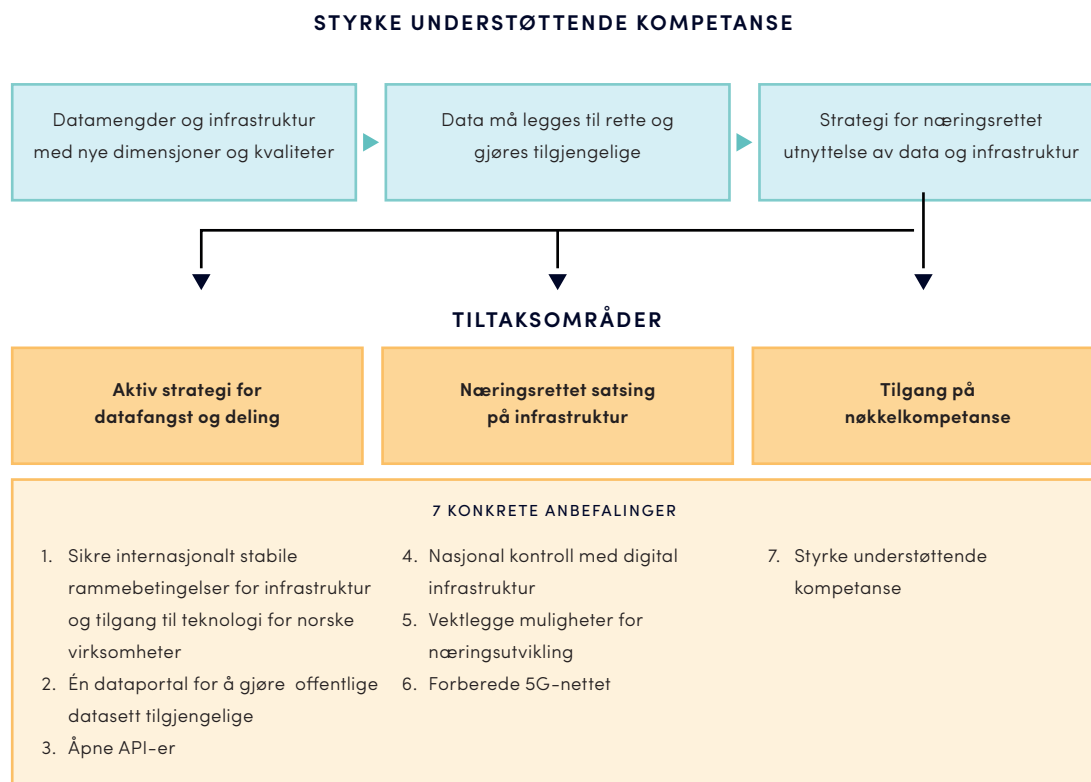 STYRKE UNDERSTØTTENDE KOMPETANSE
Datamengder og infrastruktur
med nye dimensjoner og kvaliteter
Data må legges til rette og
gjøres tilgjengelige
Strategi for næringsrettet
utnyttelse av data og infrastruktur
TILTAKSOMRÅDER
Aktiv strategi for
datafangst og deling
Næringsrettet satsing
på infrastruktur
Tilgang på
nøkkelkompetanse
7 KONKRETE ANBEFALINGER
1. Sikre internasjonalt stabile
rammebetingelser for infrastruktur
og tilgang til teknologi for norske
virksomheter
2. Én dataportal for å gjøre offentlige
datasett tilgjengelige
3. Åpne API-er
4. Nasjonal kontroll med digital
infrastruktur
5. Vektlegge muligheter for
næringsutvikling
6. Forberede 5G-nettet
7. Styrke understøttende
kompetanse